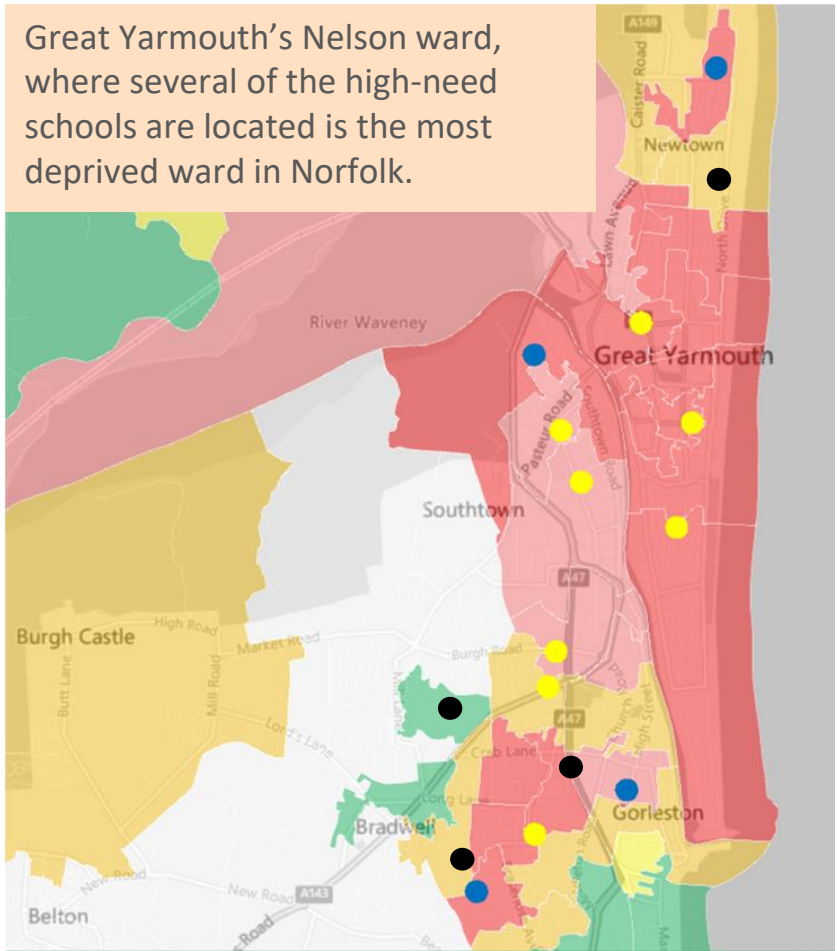 Great Yarmouth's Nelson ward,
where several of the high-need
schools are located is the most
deprived ward in Norfolk.
A149
Caister Road
Newtown
North Drive
Lawn Avenue
River Waveney
Great Yarmouth
Pasteur Road
Southtown Road
Southtown
A47
High Road
Burgh Castle
Market Road
Burgh Road
Butt Lane
Mill Road
Mill Lane
Lord's Lane
A47
Church Road
High Street
Crab Lane
Long Lane
Gorleston
Bradwell
New Road
New Road
A143
Belton